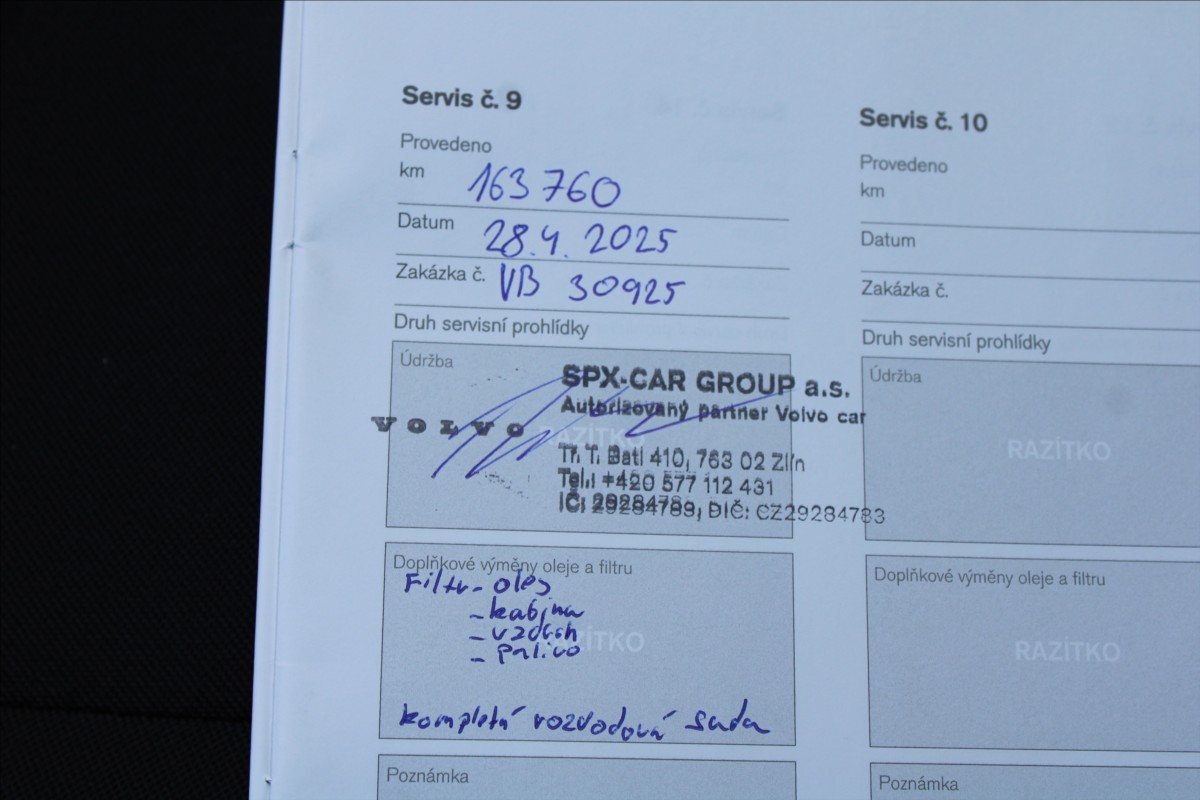 Servis č. 9
Provedeno
km 163 760
Datum 28.4. 2025
Zakázka č. VB 30925
Druh servisní prohlídky
Údržba
RAZÍTKO
VOLVO
SPX-CAR GROUP a.s.
Autorizovaný partner Volvo car
Tř. T. Bati 410, 763 02 Zlín
Tel.: +420 577 112 431
IČ: 29284783, DIČ: CZ29284783
Doplňkové výměny oleje a filtru
RAZÍTKO
Filtr - olej
- kabina
- vzduch
- palivo
kompletní rozvodová sada
Poznámka
Servis č. 10
Provedeno
km
Datum
Zakázka č.
Druh servisní prohlídky
Údržba
RAZÍTKO
Doplňkové výměny oleje a filtru
RAZÍTKO
Poznámka